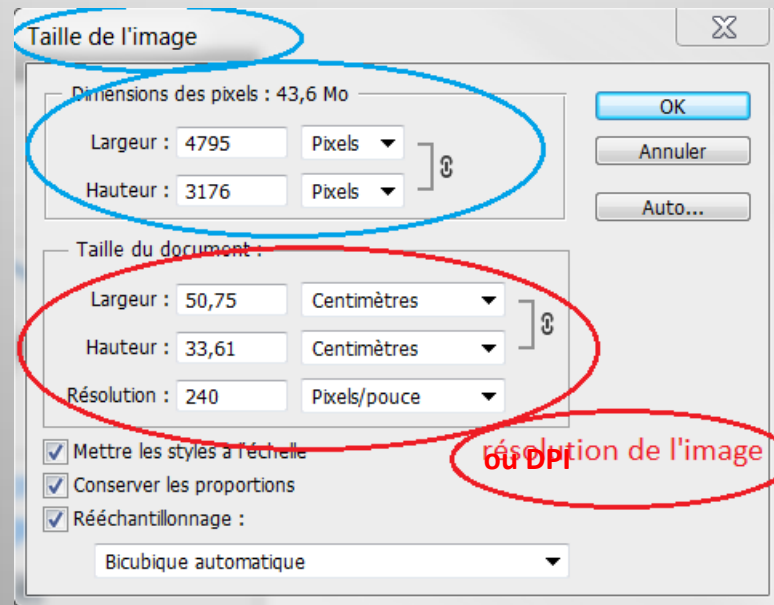 Taille de l'image
Dimensions des pixels : 43,6 Mo
Largeur : 4795 Pixels
Hauteur : 3176 Pixels
OK
Annuler
Auto...
Taille du document :
Largeur : 50,75 Centimètres
Hauteur : 33,61 Centimètres
Résolution : 240 Pixels/pouce
Mettre les styles à l'échelle
Conserver les proportions
Rééchantillonnage :
Bicubique automatique
résolution de l'image
ou DPI